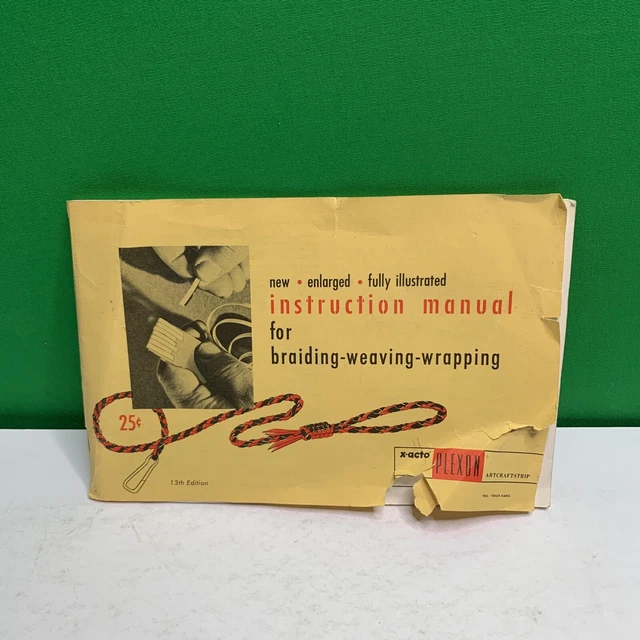 new • enlarged • fully illustrated
instruction manual
for
braiding-weaving-wrapping
25¢
x-acto PLEXON ARTCRAFTSTRIP
13th Edition